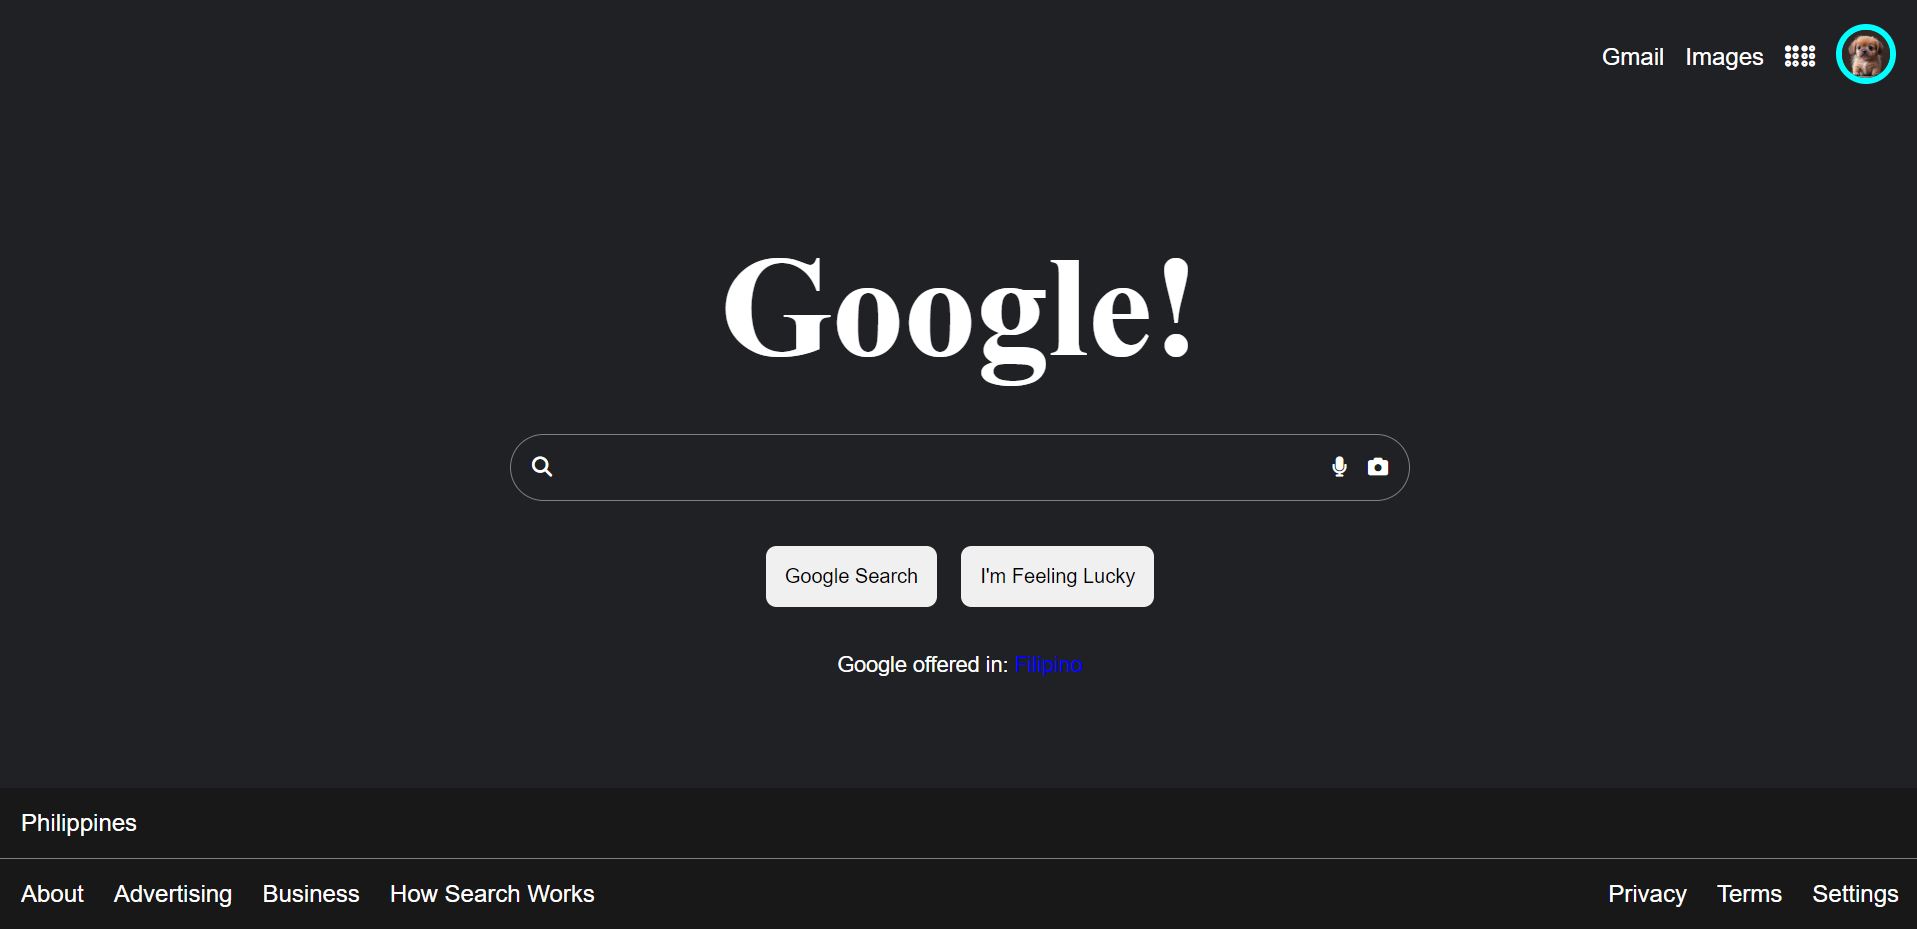 Gmail Images
Google!
Google Search I'm Feeling Lucky
Google offered in: Filipino
Philippines
About Advertising Business How Search Works Privacy Terms Settings